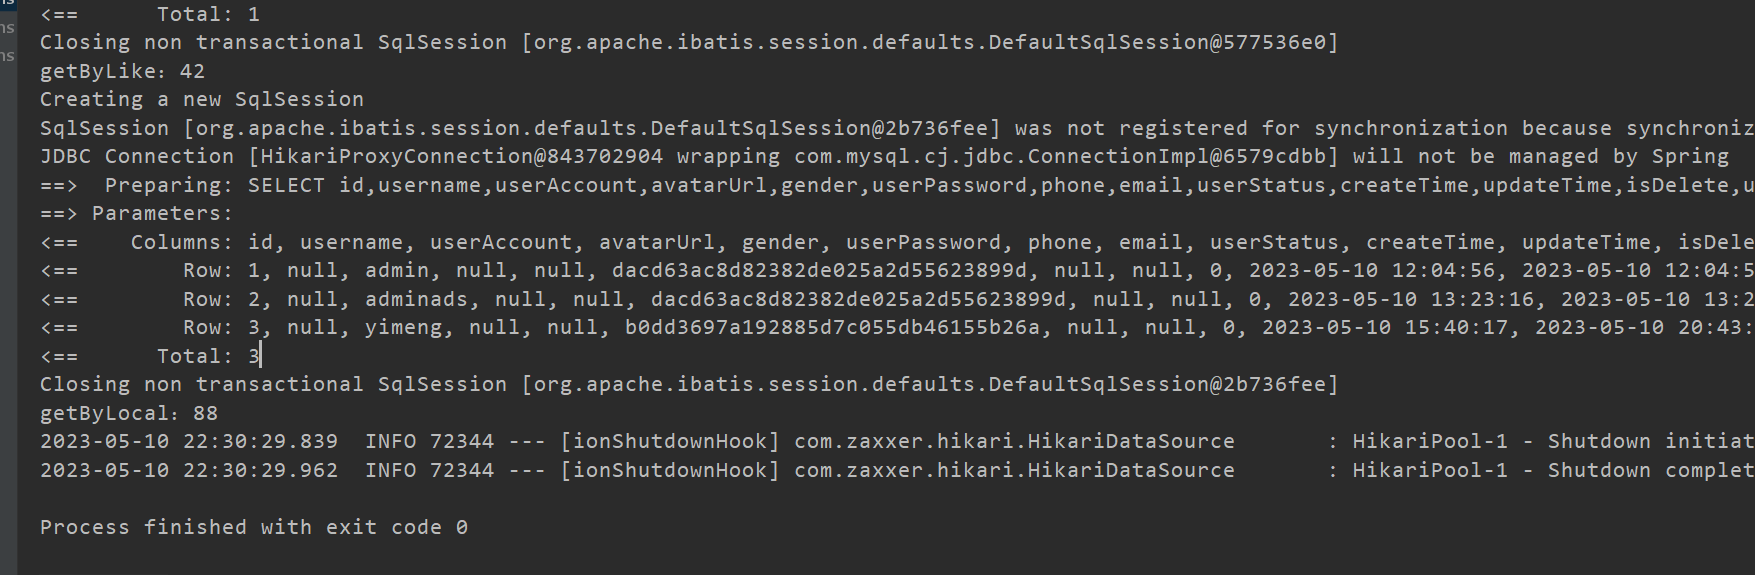 <==      Total: 1
Closing non transactional SqlSession [org.apache.ibatis.session.defaults.DefaultSqlSession@577536e0]
getByLike：42
Creating a new SqlSession
SqlSession [org.apache.ibatis.session.defaults.DefaultSqlSession@2b736fee] was not registered for synchronization because synchroniz
JDBC Connection [HikariProxyConnection@843702904 wrapping com.mysql.cj.jdbc.ConnectionImpl@6579cdbb] will not be managed by Spring
==>  Preparing: SELECT id,username,userAccount,avatarUrl,gender,userPassword,phone,email,userStatus,createTime,updateTime,isDelete,u
==> Parameters:
<==    Columns: id, username, userAccount, avatarUrl, gender, userPassword, phone, email, userStatus, createTime, updateTime, isDele
<==        Row: 1, null, admin, null, null, dacd63ac8d82382de025a2d55623899d, null, null, 0, 2023-05-10 12:04:56, 2023-05-10 12:04:5
<==        Row: 2, null, adminads, null, null, dacd63ac8d82382de025a2d55623899d, null, null, 0, 2023-05-10 13:23:16, 2023-05-10 13:2
<==        Row: 3, null, yimeng, null, null, b0dd3697a192885d7c055db46155b26a, null, null, 0, 2023-05-10 15:40:17, 2023-05-10 20:43:
<==      Total: 3
Closing non transactional SqlSession [org.apache.ibatis.session.defaults.DefaultSqlSession@2b736fee]
getByLocal：88
2023-05-10 22:30:29.839  INFO 72344 --- [ionShutdownHook] com.zaxxer.hikari.HikariDataSource       : HikariPool-1 - Shutdown initiat
2023-05-10 22:30:29.962  INFO 72344 --- [ionShutdownHook] com.zaxxer.hikari.HikariDataSource       : HikariPool-1 - Shutdown complet
Process finished with exit code 0